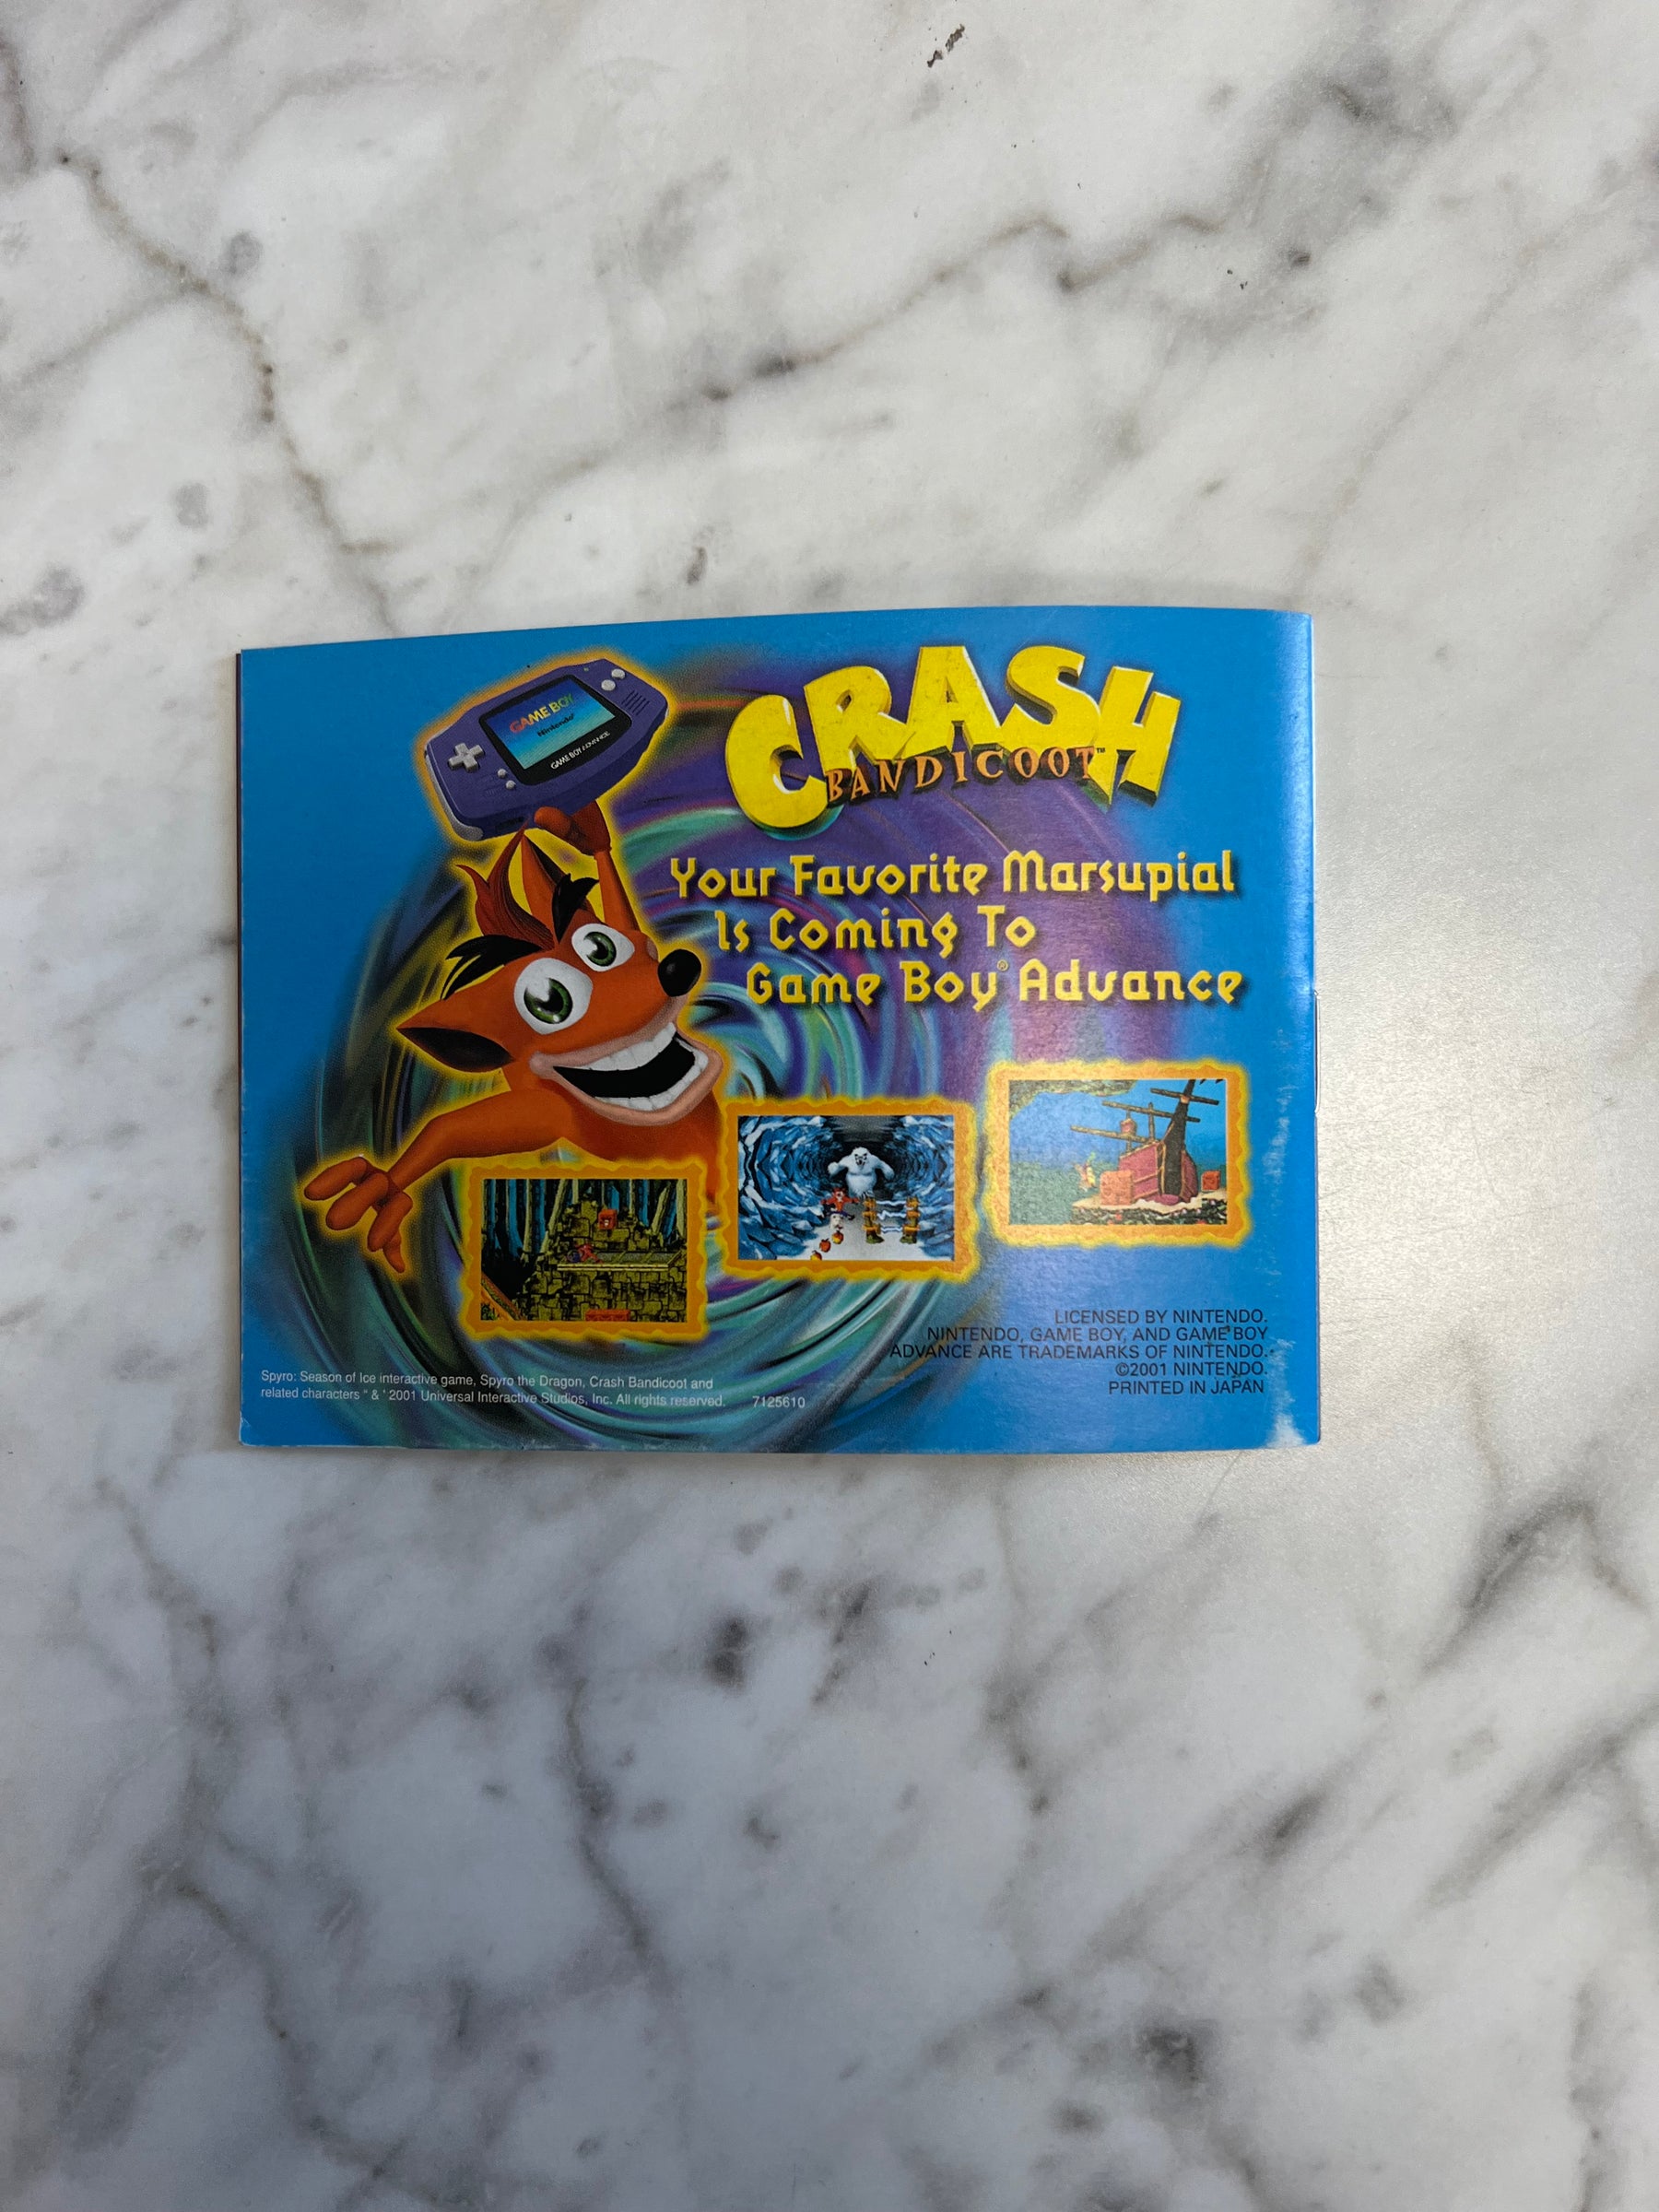 GAME BOY
Nintendo®
GAME BOY ADVANCE
CRASH
BANDICOOT™
Your Favorite Marsupial
Is Coming To
Game Boy® Advance
LICENSED BY NINTENDO.
NINTENDO, GAME BOY, AND GAME BOY
ADVANCE ARE TRADEMARKS OF NINTENDO.
©2001 NINTENDO.
PRINTED IN JAPAN
Spyro: Season of Ice interactive game, Spyro the Dragon, Crash Bandicoot and
related characters " & ' 2001 Universal Interactive Studios, Inc. All rights reserved. 7125610